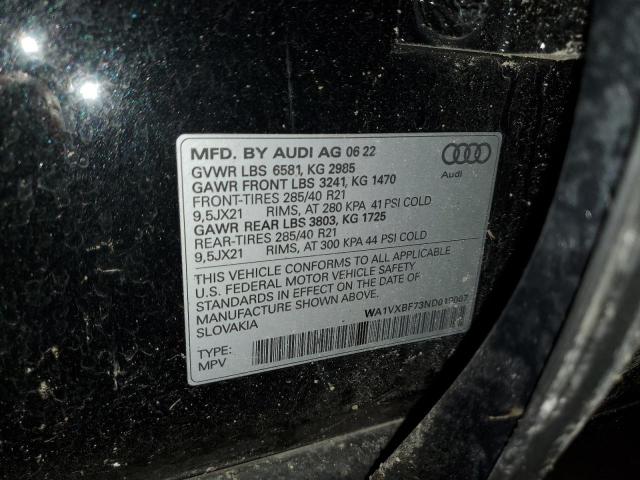 MFD. BY AUDI AG 06 22
GVWR LBS 6581, KG 2985
GAWR FRONT LBS 3241, KG 1470
FRONT-TIRES 285/40 R21
9,5JX21 RIMS, AT 280 KPA 41 PSI COLD
GAWR REAR LBS 3803, KG 1725
REAR-TIRES 285/40 R21
9,5JX21 RIMS, AT 300 KPA 44 PSI COLD
Audi
THIS VEHICLE CONFORMS TO ALL APPLICABLE
U.S. FEDERAL MOTOR VEHICLE SAFETY
STANDARDS IN EFFECT ON THE DATE OF
MANUFACTURE SHOWN ABOVE.
SLOVAKIA
TYPE:
MPV